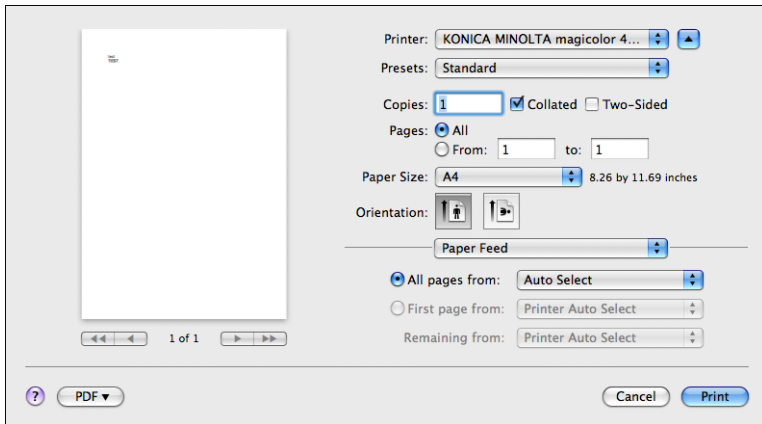 Printer: KONICA MINOLTA magicolor 4...
Presets: Standard
Copies: 1 Collated Two-Sided
Pages: All
From: 1 to: 1
Paper Size: A4 8.26 by 11.69 inches
Orientation:
Paper Feed
All pages from: Auto Select
First page from: Printer Auto Select
Remaining from: Printer Auto Select
1 of 1
? PDF Cancel Print